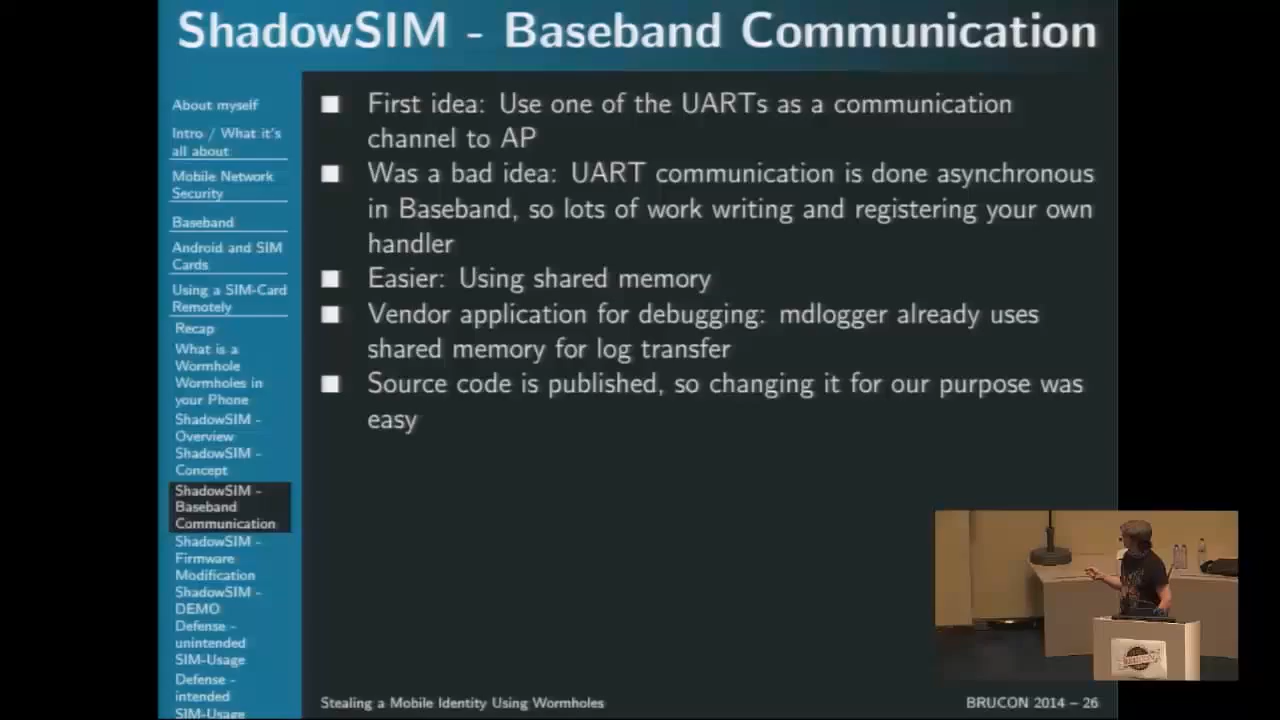 ShadowSIM - Baseband Communication
About myself
Intro / What it's
all about
Mobile Network
Security
Baseband
Android and SIM
Cards
Using a SIM-Card
Remotely
Recap
What is a
Wormhole
Wormholes in
your Phone
ShadowSIM -
Overview
ShadowSIM -
Concept
ShadowSIM -
Baseband
Communication
ShadowSIM -
Firmware
Modification
ShadowSIM -
DEMO
Defense -
unintended
SIM-Usage
Defense -
intended
SIM-Usage
First idea: Use one of the UARTs as a communication
channel to AP
Was a bad idea: UART communication is done asynchronous
in Baseband, so lots of work writing and registering your own
handler
Easier: Using shared memory
Vendor application for debugging: mdlogger already uses
shared memory for log transfer
Source code is published, so changing it for our purpose was
easy
Stealing a Mobile Identity Using Wormholes
BRUCON 2014 – 26